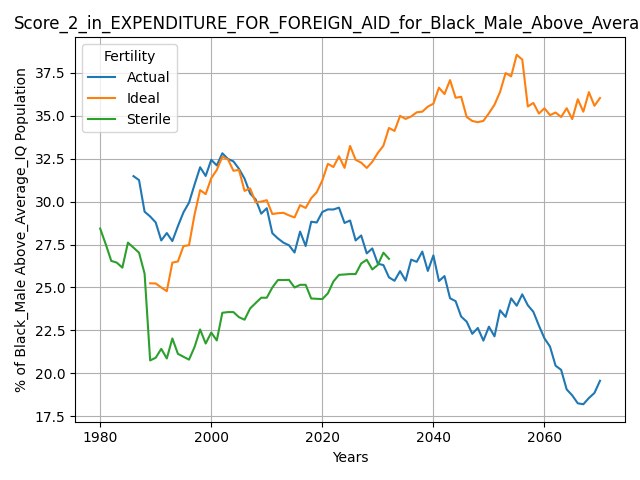 Score_2_in_EXPENDITURE_FOR_FOREIGN_AID_for_Black_Male_Above_Avera
Fertility
Actual
Ideal
Sterile
% of Black_Male Above_Average_IQ Population
37.5
35.0
32.5
30.0
27.5
25.0
22.5
20.0
17.5
1980 2000 2020 2040 2060
Years